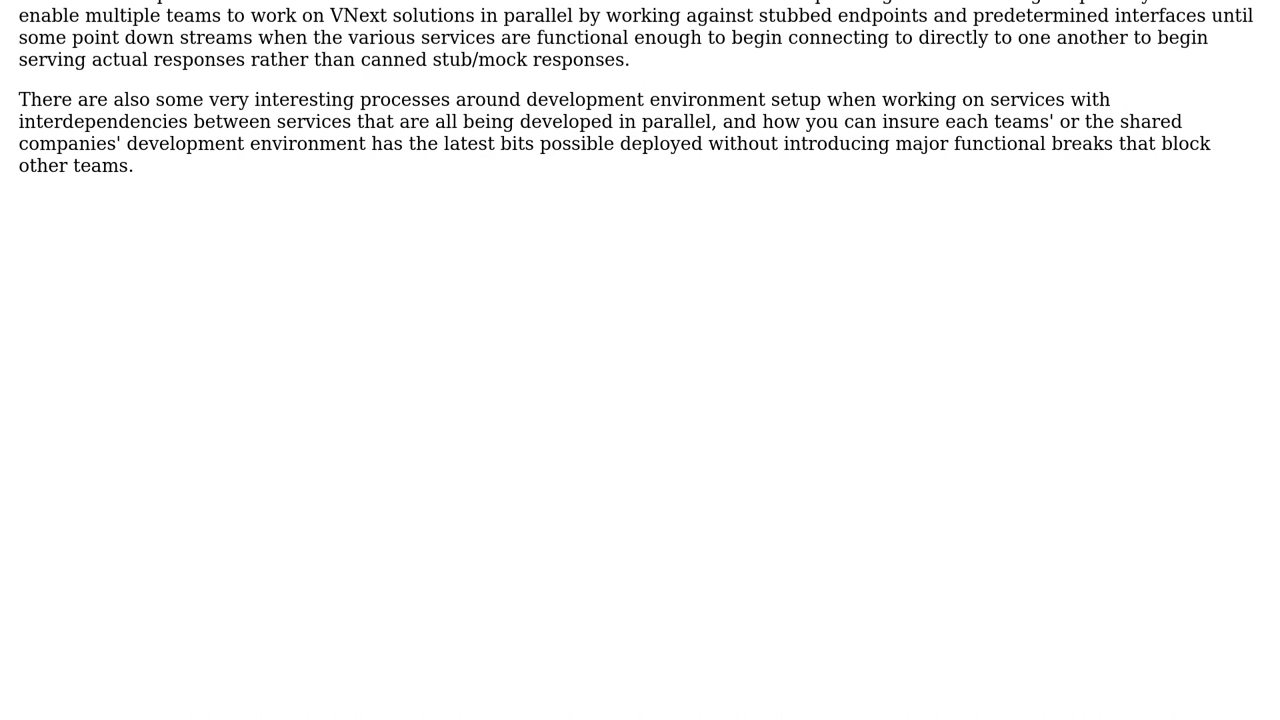 enable multiple teams to work on VNext solutions in parallel by working against stubbed endpoints and predetermined interfaces until
some point down streams when the various services are functional enough to begin connecting to directly to one another to begin
serving actual responses rather than canned stub/mock responses.
There are also some very interesting processes around development environment setup when working on services with
interdependencies between services that are all being developed in parallel, and how you can insure each teams' or the shared
companies' development environment has the latest bits possible deployed without introducing major functional breaks that block
other teams.